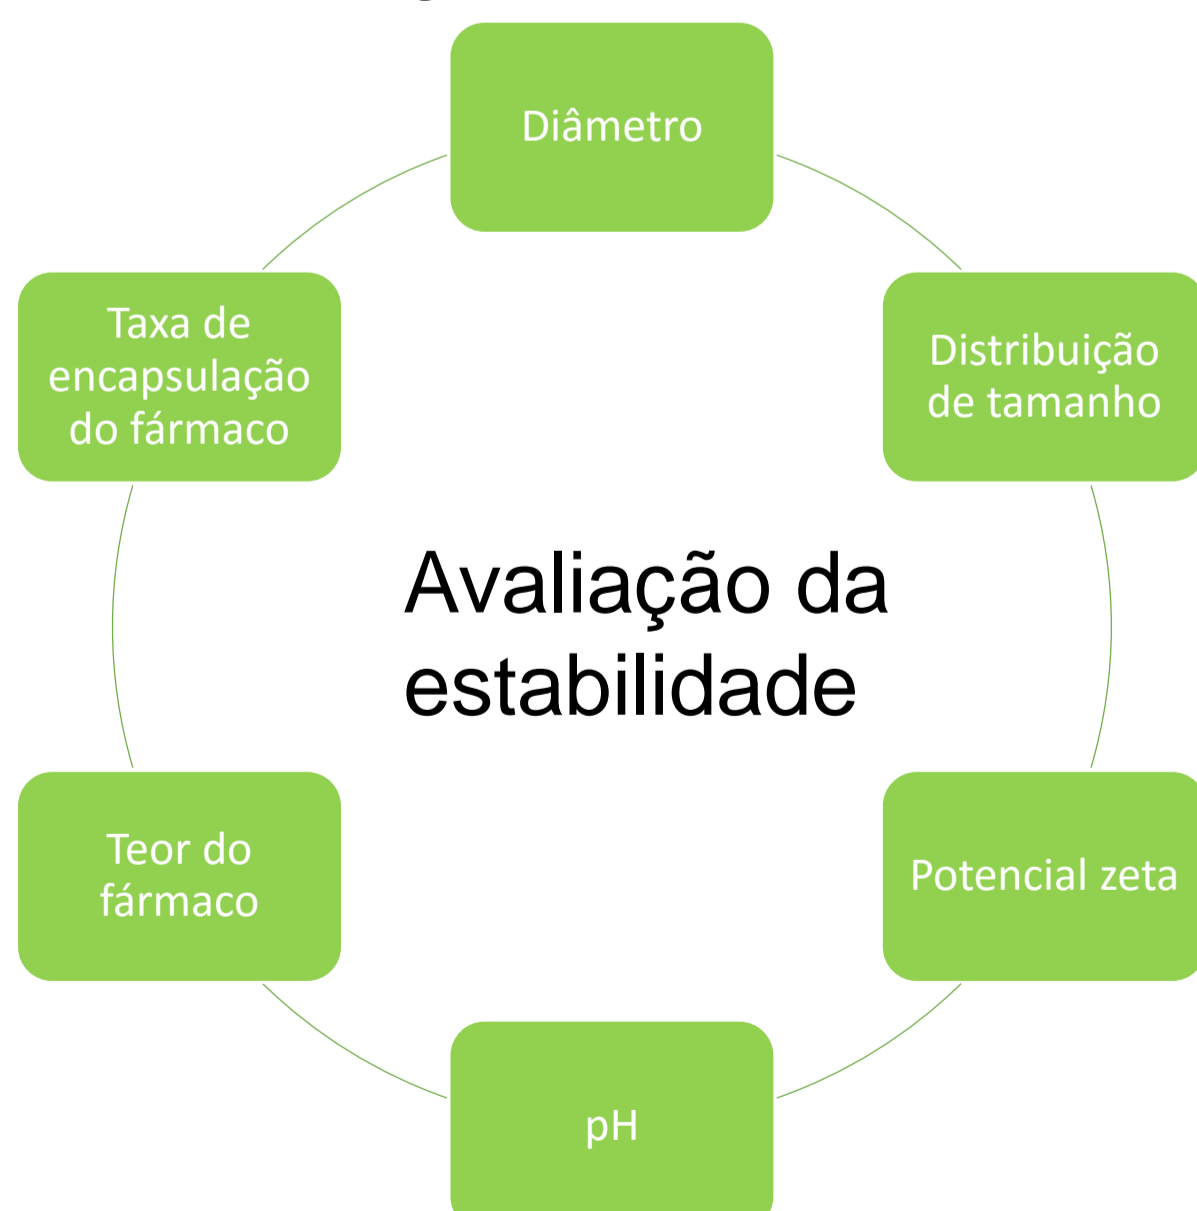 Diâmetro
Distribuição
de tamanho
Potencial zeta
pH
Teor do
fármaco
Taxa de
encapsulação
do fármaco
Avaliação da
estabilidade